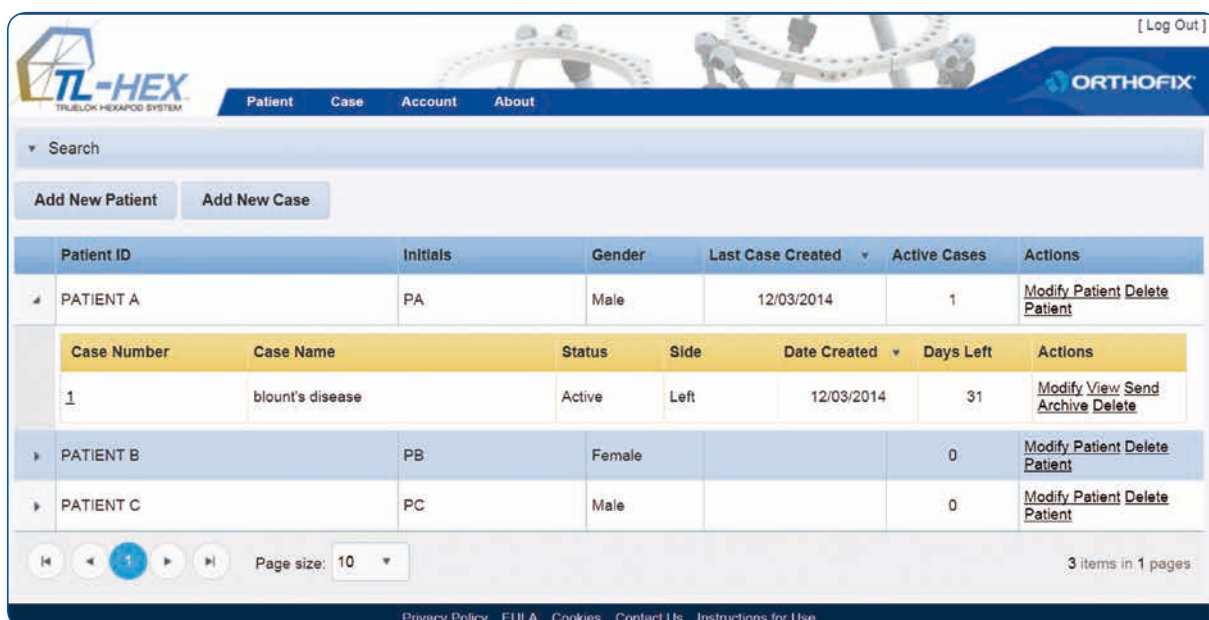 [ Log Out ]
TL-HEX
TRUELOK HEXAPOD SYSTEM
ORTHOFIX
Patient Case Account About
Search
Add New Patient Add New Case
Patient ID Initials Gender Last Case Created Active Cases Actions
PATIENT A PA Male 12/03/2014 1 Modify Patient Delete
Patient
Case Number Case Name Status Side Date Created Days Left Actions
1 blount's disease Active Left 12/03/2014 31 Modify View Send
Archive Delete
PATIENT B PB Female 0 Modify Patient Delete
Patient
PATIENT C PC Male 0 Modify Patient Delete
Patient
1 Page size: 10 3 items in 1 pages
Privacy Policy EULA Cookies Contact Us Instructions for Use